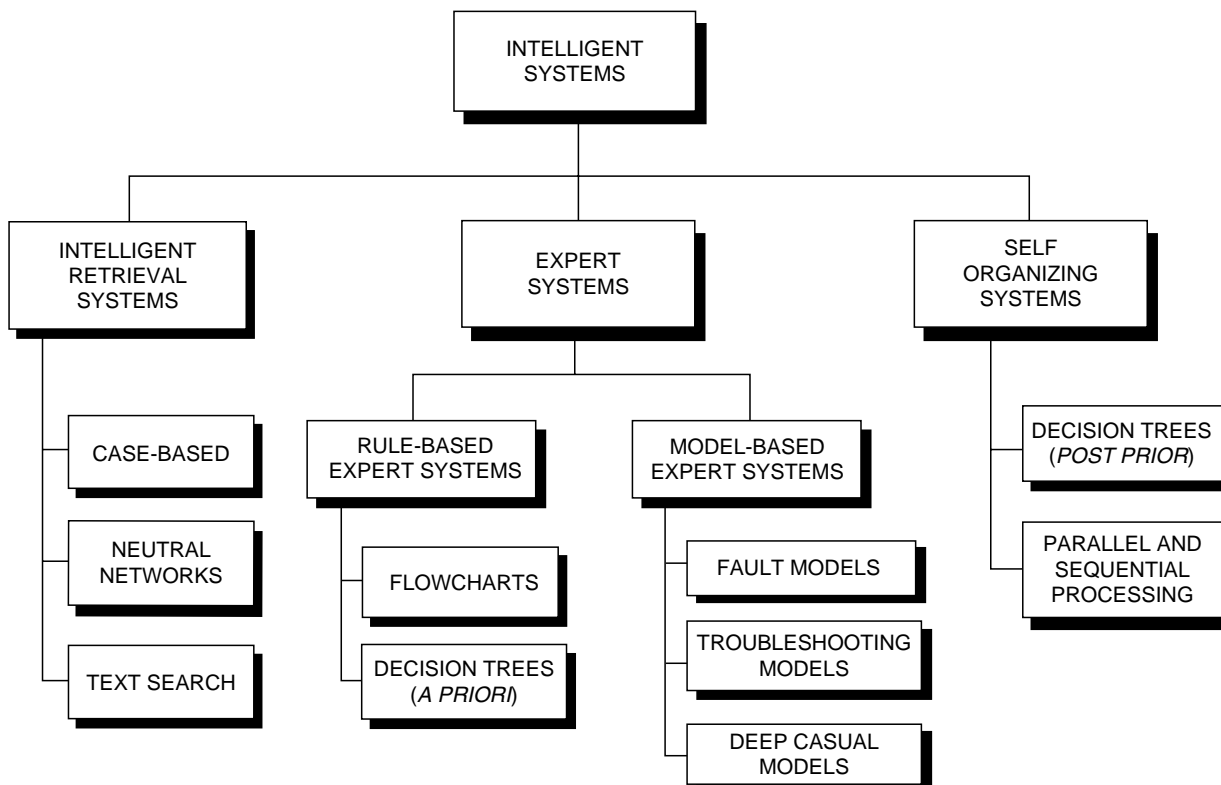 INTELLIGENT
SYSTEMS
INTELLIGENT
RETRIEVAL
SYSTEMS
EXPERT
SYSTEMS
SELF
ORGANIZING
SYSTEMS
CASE-BASED
NEUTRAL
NETWORKS
TEXT SEARCH
RULE-BASED
EXPERT SYSTEMS
FLOWCHARTS
DECISION TREES
(A PRIORI)
MODEL-BASED
EXPERT SYSTEMS
FAULT MODELS
TROUBLESHOOTING
MODELS
DEEP CASUAL
MODELS
DECISION TREES
(POST PRIOR)
PARALLEL AND
SEQUENTIAL
PROCESSING